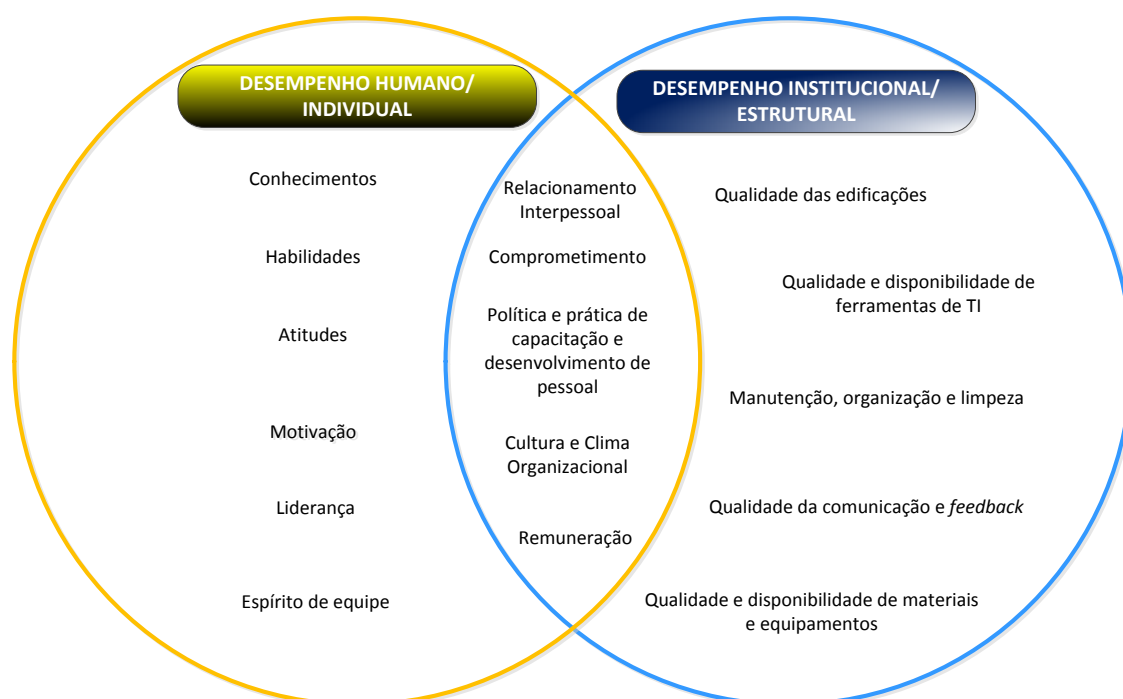 DESEMPENHO HUMANO/
INDIVIDUAL
Conhecimentos
Habilidades
Atitudes
Motivação
Liderança
Espírito de equipe
Relacionamento
Interpessoal
Comprometimento
Política e prática de
capacitação e
desenvolvimento de
pessoal
Cultura e Clima
Organizacional
Remuneração
DESEMPENHO INSTITUCIONAL/
ESTRUTURAL
Qualidade das edificações
Qualidade e disponibilidade de
ferramentas de TI
Manutenção, organização e limpeza
Qualidade da comunicação e feedback
Qualidade e disponibilidade de materiais
e equipamentos